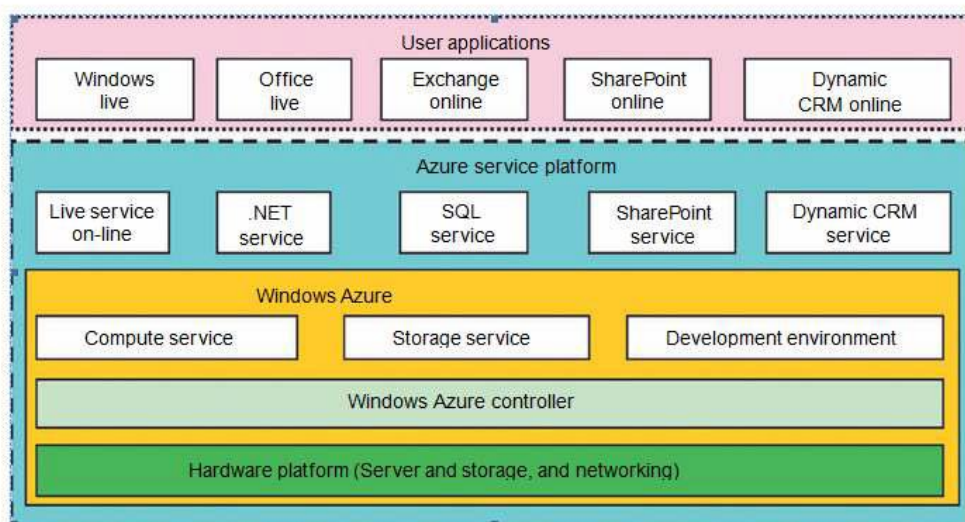 User applications
Windows
live
Office
live
Exchange
online
SharePoint
online
Dynamic
CRM online
Azure service platform
Live service
on-line
.NET
service
SQL
service
SharePoint
service
Dynamic CRM
service
Windows Azure
Compute service
Storage service
Development environment
Windows Azure controller
Hardware platform (Server and storage, and networking)